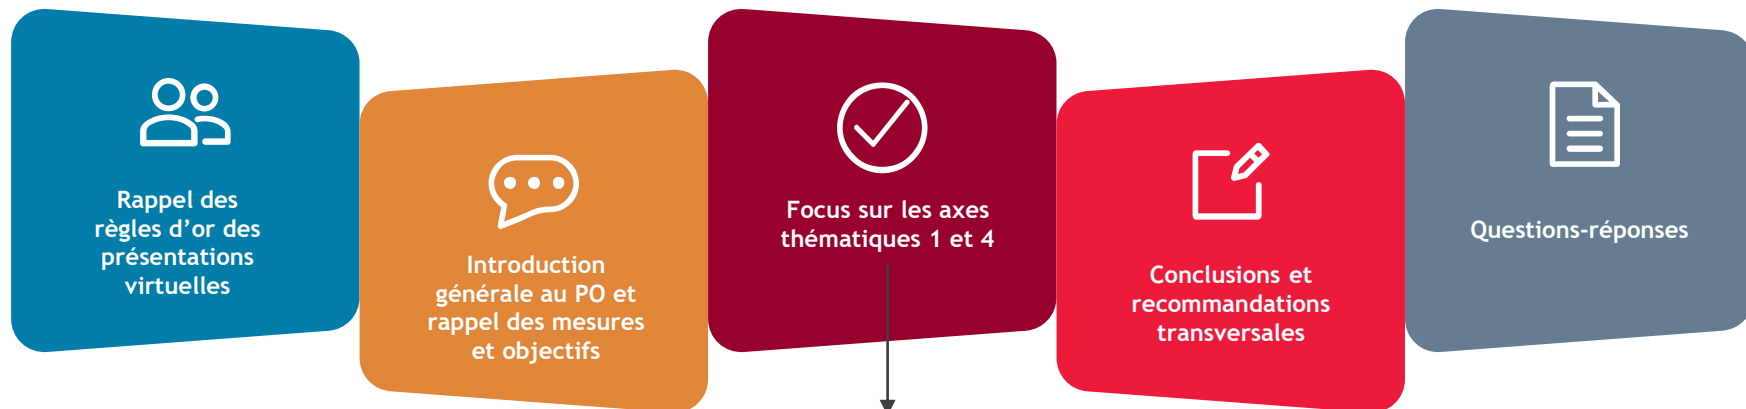 Rappel des
règles d’or des
présentations
virtuelles
Introduction
générale au PO et
rappel des mesures
et objectifs
Focus sur les axes
thématiques 1 et 4
Conclusions et
recommandations
transversales
Questions-réponses